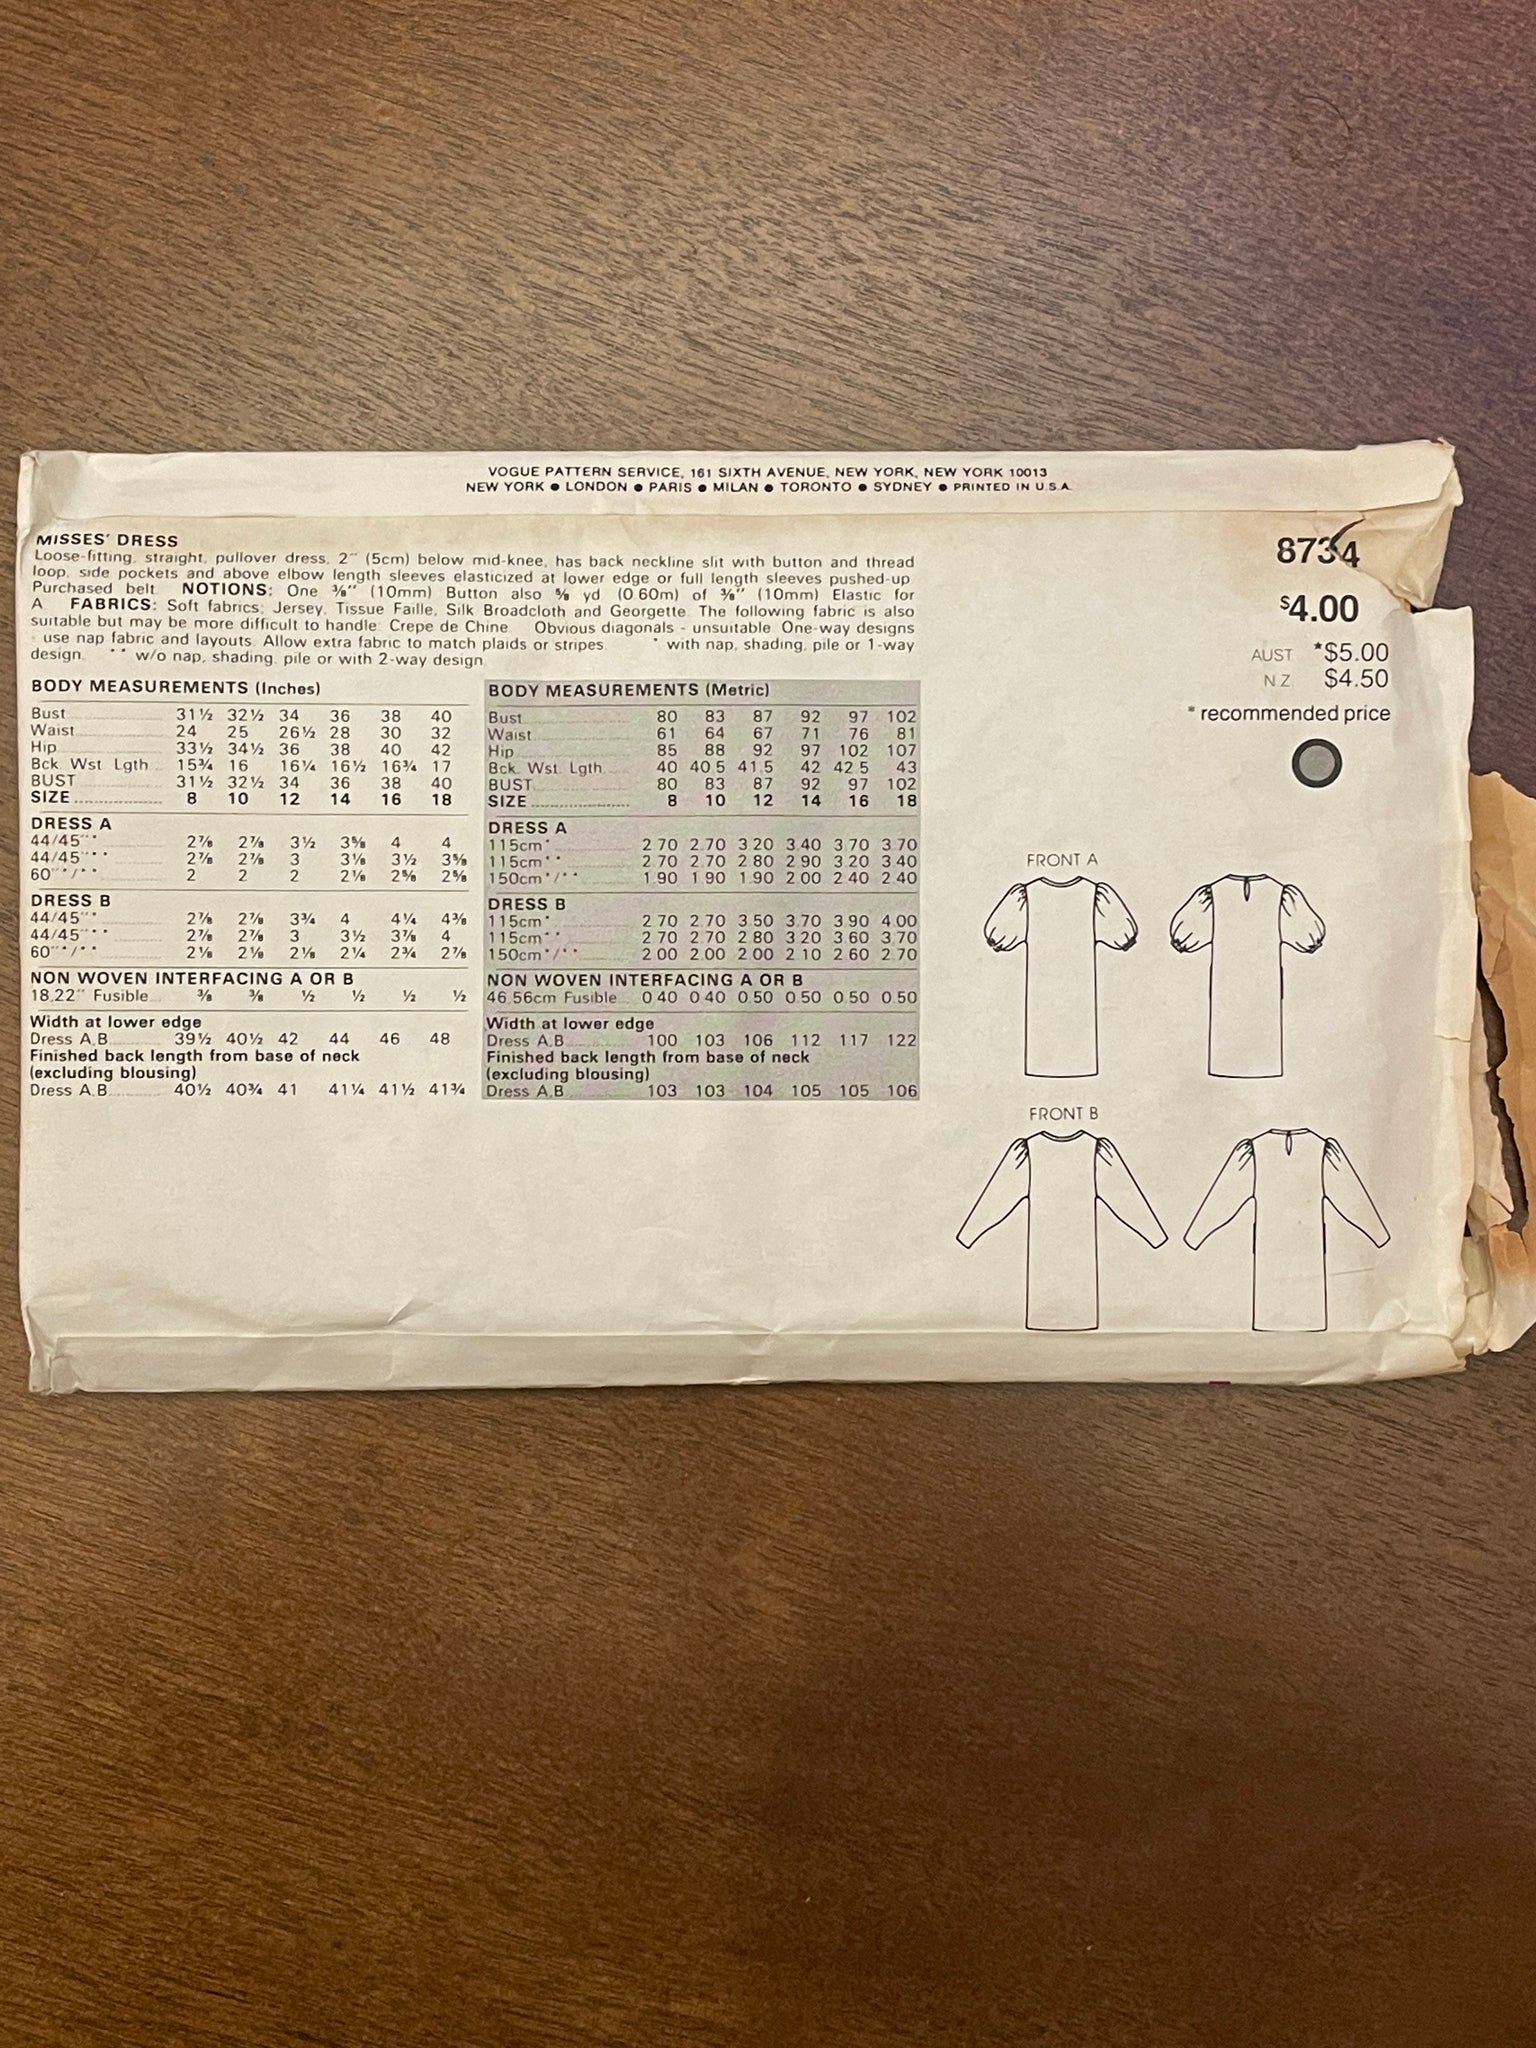 VOGUE PATTERN SERVICE, 161 SIXTH AVENUE, NEW YORK, NEW YORK 10013
NEW YORK ● LONDON ● PARIS ● MILAN ● TORONTO ● SYDNEY ● PRINTED IN U.S.A.
MISSES' DRESS
Loose-fitting, straight, pullover dress, 2" (5cm) below mid-knee, has back neckline slit with button and thread
loop, side pockets and above elbow length sleeves elasticized at lower edge or full length sleeves pushed-up.
Purchased belt. NOTIONS: One ⅜" (10mm) Button also ⅝ yd (0.60m) of ⅜" (10mm) Elastic for
A. FABRICS: Soft fabrics; Jersey, Tissue Faille, Silk Broadcloth and Georgette. The following fabric is also
suitable but may be more difficult to handle: Crepe de Chine. Obvious diagonals - unsuitable. One-way designs
- use nap fabric and layouts. Allow extra fabric to match plaids or stripes. * with nap, shading, pile or 1-way
design. ** w/o nap, shading, pile or with 2-way design.
8734
$4.00
AUST. *$5.00
N.Z. $4.50
* recommended price
BODY MEASUREMENTS (Inches)
Bust 31½ 32½ 34 36 38 40
Waist 24 25 26½ 28 30 32
Hip 33½ 34½ 36 38 40 42
Bck. Wst. Lgth. 15¾ 16 16¼ 16½ 16¾ 17
BUST 31½ 32½ 34 36 38 40
SIZE 8 10 12 14 16 18
DRESS A
44/45"* 2⅞ 2⅞ 3½ 3⅝ 4 4
44/45"** 2⅞ 2⅞ 3 3⅛ 3½ 3⅝
60"*/** 2 2 2 2⅛ 2⅝ 2⅝
DRESS B
44/45"* 2⅞ 2⅞ 3¾ 4 4¼ 4⅜
44/45"** 2⅞ 2⅞ 3 3½ 3⅞ 4
60"*/** 2⅛ 2⅛ 2⅛ 2¼ 2¾ 2⅞
NON WOVEN INTERFACING A OR B
18,22" Fusible ⅜ ⅜ ½ ½ ½ ½
Width at lower edge
Dress A,B 39½ 40½ 42 44 46 48
Finished back length from base of neck
(excluding blousing)
Dress A,B 40½ 40¾ 41 41¼ 41½ 41¾
BODY MEASUREMENTS (Metric)
Bust 80 83 87 92 97 102
Waist 61 64 67 71 76 81
Hip 85 88 92 97 102 107
Bck. Wst. Lgth. 40 40.5 41.5 42 42.5 43
BUST 80 83 87 92 97 102
SIZE 8 10 12 14 16 18
DRESS A
115cm* 2.70 2.70 3.20 3.40 3.70 3.70
115cm** 2.70 2.70 2.80 2.90 3.20 3.40
150cm*/** 1.90 1.90 1.90 2.00 2.40 2.40
DRESS B
115cm* 2.70 2.70 3.50 3.70 3.90 4.00
115cm** 2.70 2.70 2.80 3.20 3.60 3.70
150cm*/** 2.00 2.00 2.00 2.10 2.60 2.70
NON WOVEN INTERFACING A OR B
46,56cm Fusible 0.40 0.40 0.50 0.50 0.50 0.50
Width at lower edge
Dress A,B 100 103 106 112 117 122
Finished back length from base of neck
(excluding blousing)
Dress A,B 103 103 104 105 105 106
FRONT A
FRONT B